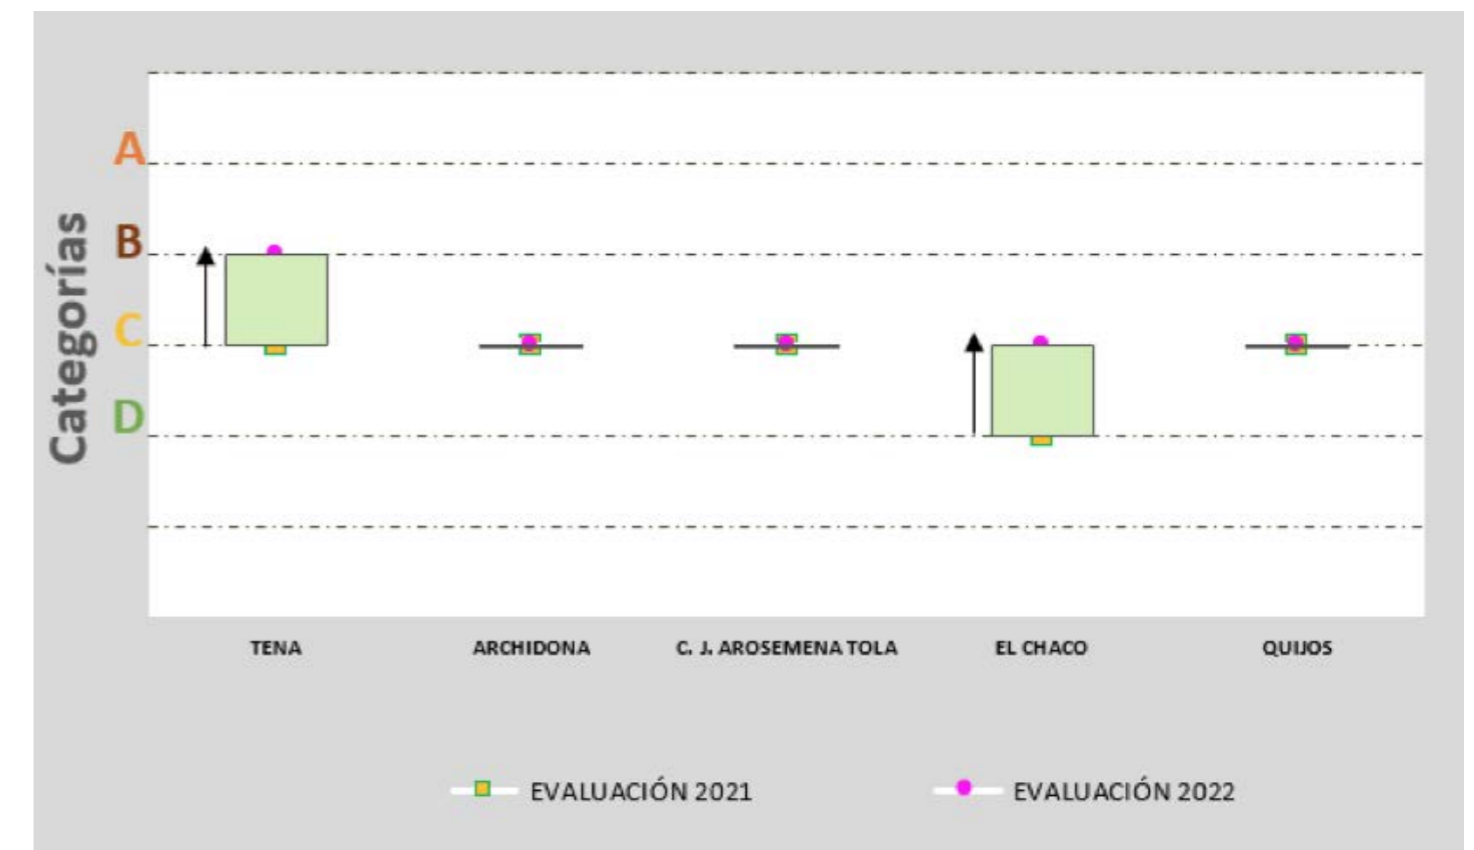 Categorías
A
B
C
D
TENA
ARCHIDONA
C. J. AROSEMENA TOLA
EL CHACO
QUIJOS
EVALUACIÓN 2021
EVALUACIÓN 2022